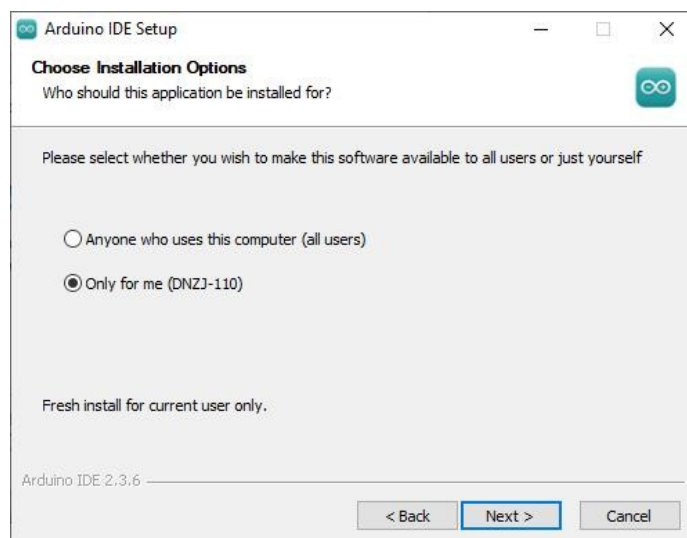 Arduino IDE Setup
Choose Installation Options
Who should this application be installed for?
Please select whether you wish to make this software available to all users or just yourself
Anyone who uses this computer (all users)
Only for me (DNZJ-110)
Fresh install for current user only.
Arduino IDE 2.3.6
< Back
Next >
Cancel